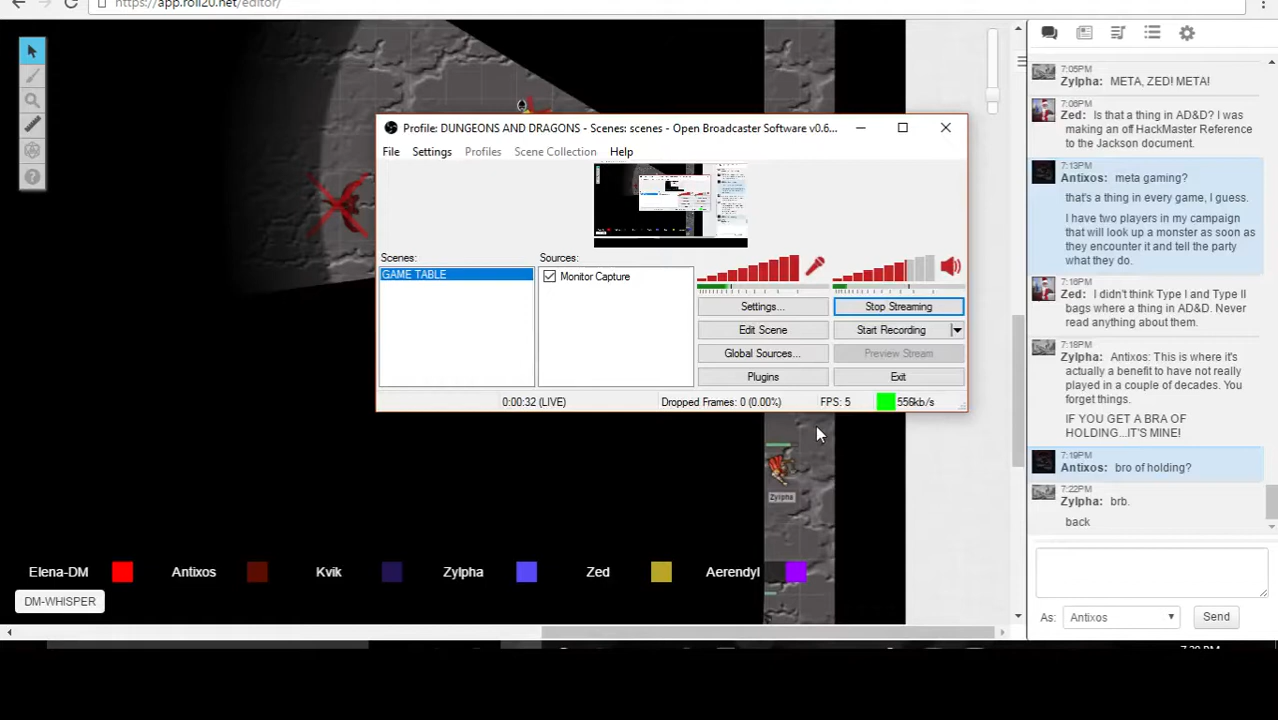 https://app.roll20.net/editor/
Profile: DUNGEONS AND DRAGONS - Scenes: scenes - Open Broadcaster Software v0.6...
File Settings Profiles Scene Collection Help
Scenes:
Sources:
GAME TABLE
Monitor Capture
Settings...
Stop Streaming
Edit Scene
Start Recording
Global Sources...
Preview Stream
Plugins
Exit
0:00:32 (LIVE)
Dropped Frames: 0 (0.00%)
FPS: 5
556kb/s
Zylpha
Elena-DM
Antixos
Kvik
Zylpha
Zed
Aerendyl
DM-WHISPER
7:05PM
Zylpha: META, ZED! META!
7:08PM
Zed: Is that a thing in AD&D? I was
making an off HackMaster Reference
to the Jackson document.
7:13PM
Antixos: meta gaming?
that's a thing in every game, I guess.
I have two players in my campaign
that will look up a monster as soon as
they encounter it and tell the party
what they do.
7:16PM
Zed: I didn't think Type I and Type II
bags where a thing in AD&D. Never
read anything about them.
7:18PM
Zylpha: Antixos: This is where it's
actually a benefit to have not really
played in a couple of decades. You
forget things.
IF YOU GET A BRA OF
HOLDING...IT'S MINE!
7:19PM
Antixos: bro of holding?
7:22PM
Zylpha: brb.
back
As: Antixos
Send